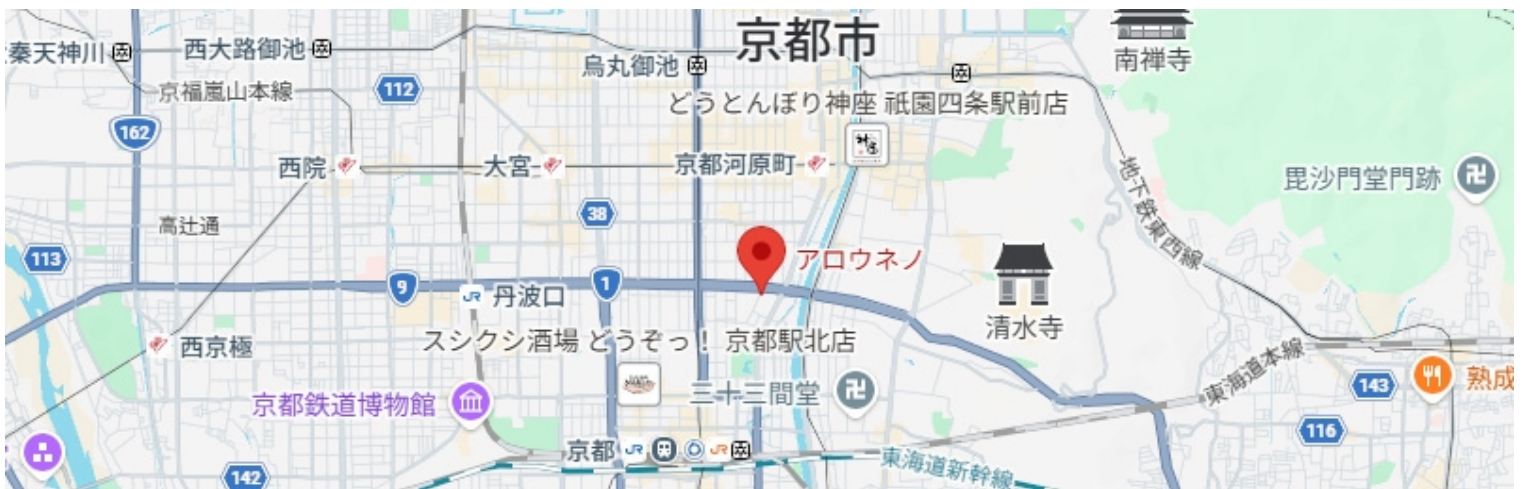 京都市
南禅寺
秦天神川
西大路御池
烏丸御池
京福嵐山本線
112
どうとんぼり神座 祇園四条駅前店
162
西院
大宮
京都河原町
地下鉄東西線
毘沙門堂門跡
高辻通
38
113
アロウネノ
9
丹波口
1
清水寺
西京極
スシクシ酒場 どうぞっ！ 京都駅北店
東海道本線
143
熟成
京都鉄道博物館
三十三間堂
116
京都
JR
JR
東海道新幹線
142